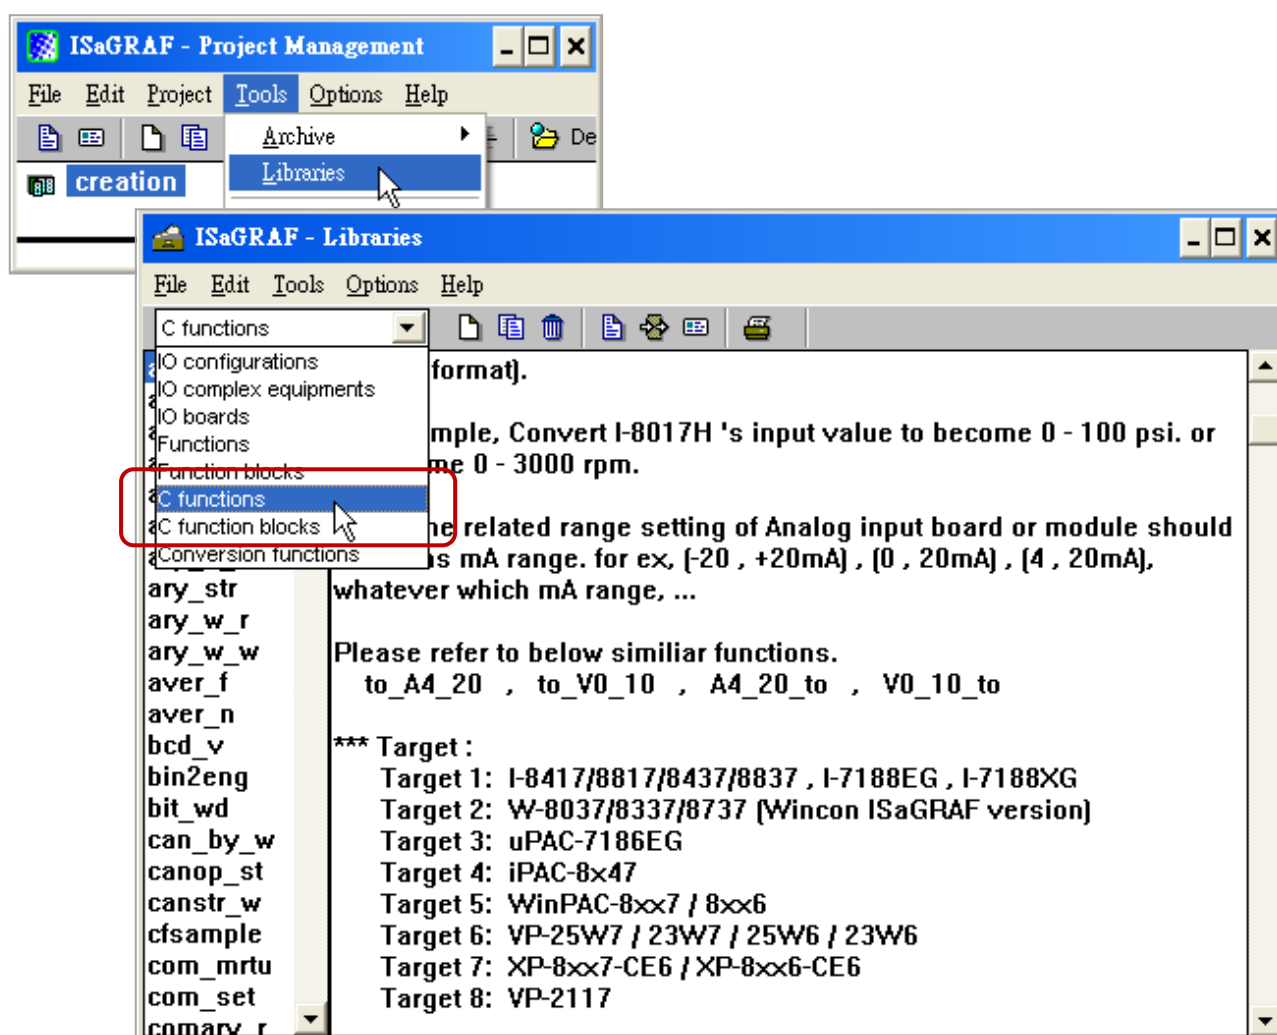 ISaGRAF - Project Management
File Edit Project Tools Options Help
Archive
De
Libraries
creation
ISaGRAF - Libraries
File Edit Tools Options Help
C functions
IO configurations
IO complex equipments
IO boards
Functions
Function blocks
C functions
C function blocks
Conversion functions
ary_str
ary_w_r
ary_w_w
aver_f
aver_n
bcd_v
bin2eng
bit_wd
can_by_w
canop_st
canstr_w
cfsample
com_mrtu
com_set
comary_r
format).
mple, Convert I-8017H 's input value to become 0 - 100 psi. or
me 0 - 3000 rpm.
e related range setting of Analog input board or module should
s mA range. for ex, (-20 , +20mA) , (0 , 20mA) , (4 , 20mA),
whatever which mA range, ...
Please refer to below similiar functions.
to_A4_20 , to_V0_10 , A4_20_to , V0_10_to
*** Target :
Target 1: I-8417/8817/8437/8837 , I-7188EG , I-7188XG
Target 2: W-8037/8337/8737 (Wincon ISaGRAF version)
Target 3: uPAC-7186EG
Target 4: iPAC-8x47
Target 5: WinPAC-8xx7 / 8xx6
Target 6: VP-25W7 / 23W7 / 25W6 / 23W6
Target 7: XP-8xx7-CE6 / XP-8xx6-CE6
Target 8: VP-2117